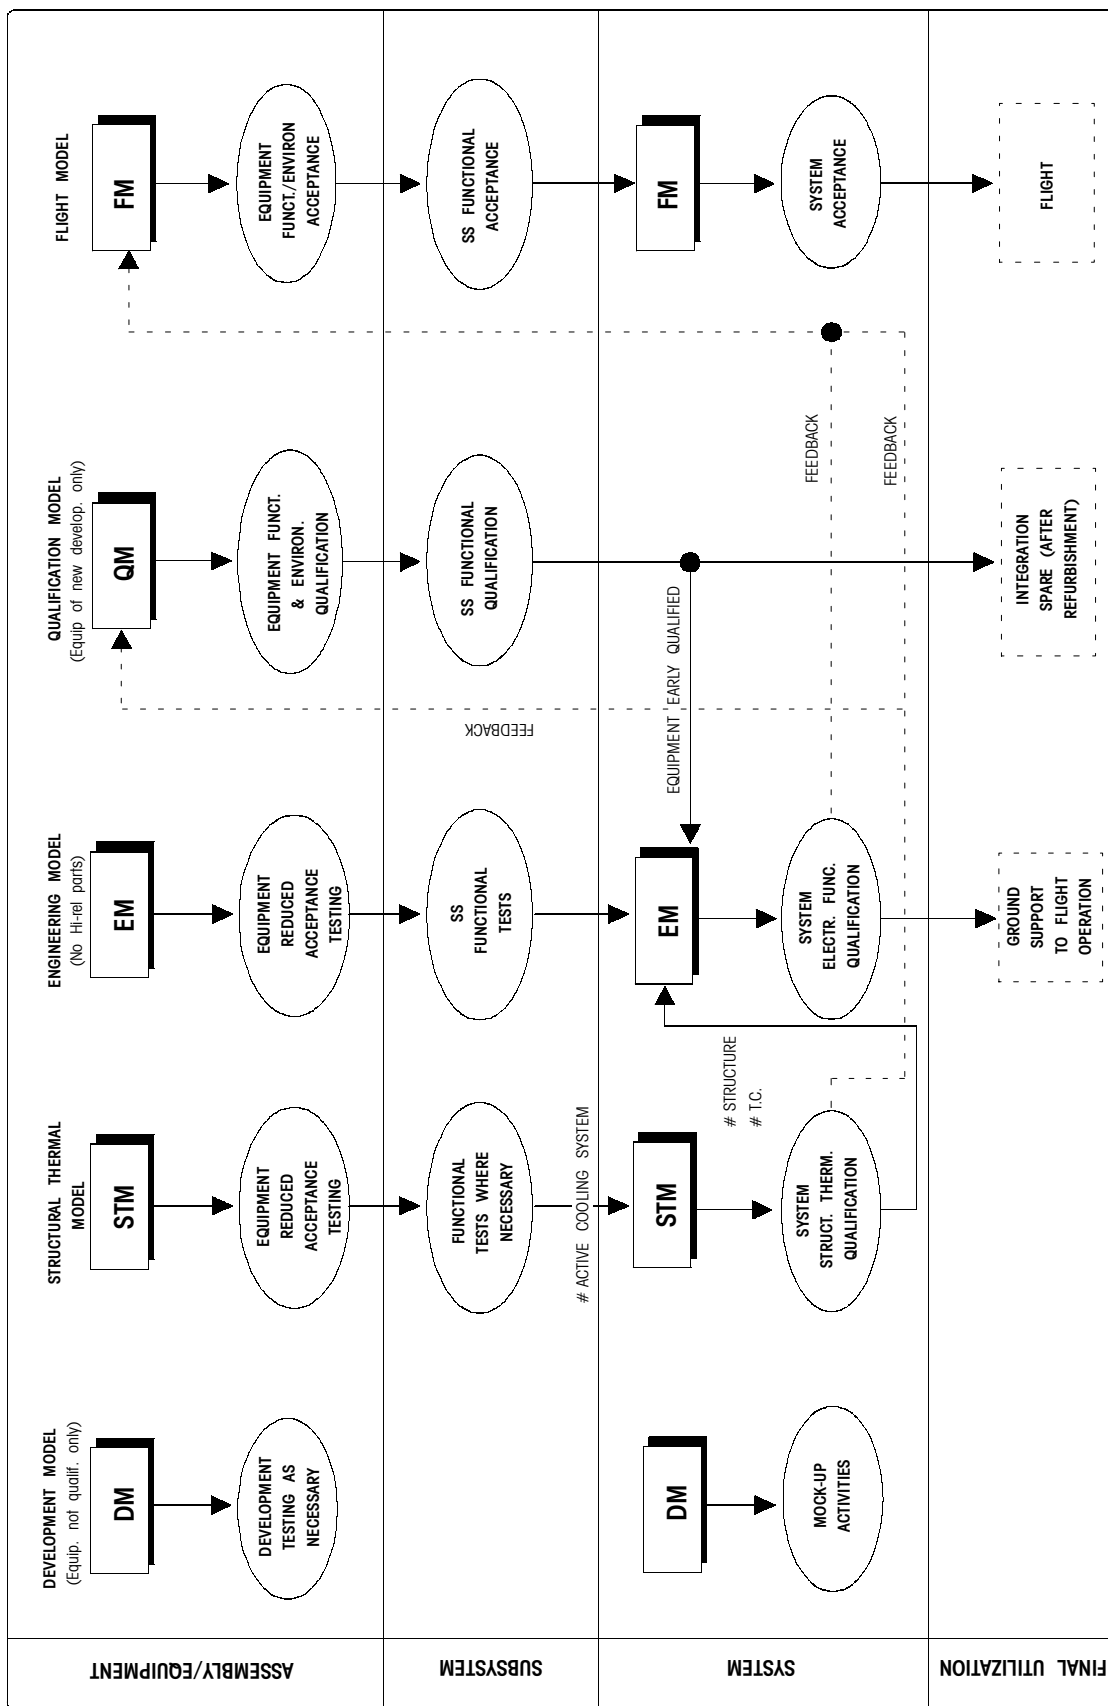 DEVELOPMENT MODEL
(Equip. not qualif. only)
STRUCTURAL THERMAL
MODEL
ENGINEERING MODEL
(No Hi-rel parts)
QUALIFICATION MODEL
(Equip of new develop. only)
FLIGHT MODEL
ASSEMBLY/EQUIPMENT
DM
STM
EM
QM
FM
DEVELOPMENT
TESTING AS
NECESSARY
EQUIPMENT
REDUCED
ACCEPTANCE
TESTING
EQUIPMENT
REDUCED
ACCEPTANCE
TESTING
EQUIPMENT FUNCT.
& ENVIRON.
QUALIFICATION
EQUIPMENT
FUNCT./ENVIRON
ACCEPTANCE
SUBSYSTEM
FUNCTIONAL
TESTS WHERE
NECESSARY
SS
FUNCTIONAL
TESTS
FEEDBACK
SS FUNCTIONAL
QUALIFICATION
SS FUNCTIONAL
ACCEPTANCE
# ACTIVE COOLING SYSTEM
SYSTEM
DM
STM
EM
EQUIPMENT EARLY QUALIFIED
FM
# STRUCTURE
# T.C.
MOCK-UP
ACTIVITIES
SYSTEM
STRUCT. THERM.
QUALIFICATION
SYSTEM
ELECTR. FUNC.
QUALIFICATION
FEEDBACK
FEEDBACK
SYSTEM
ACCEPTANCE
FINAL UTILIZATION
GROUND
SUPPORT
TO FLIGHT
OPERATION
INTEGRATION
SPARE (AFTER
REFURBISHMENT)
FLIGHT